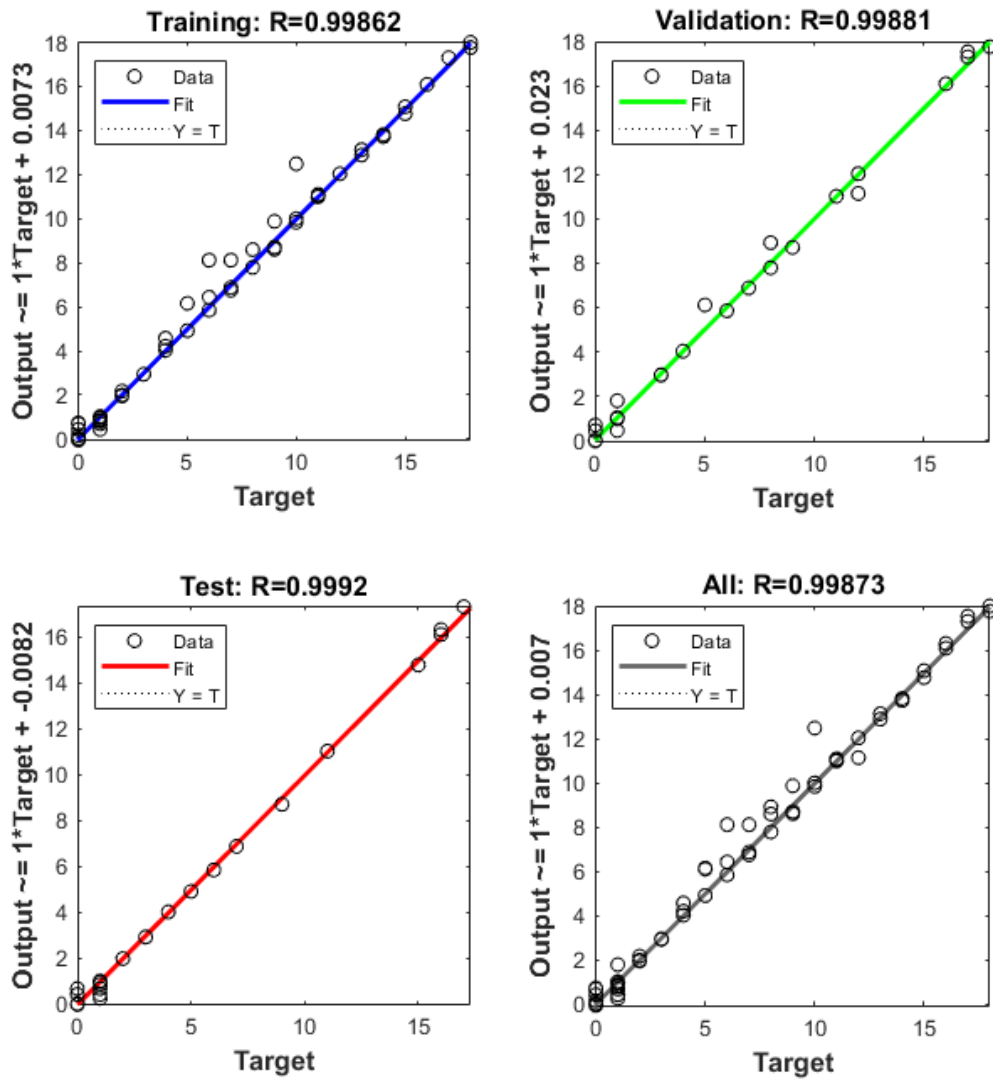 Training: R=0.99862
Output ~= 1*Target + 0.0073
18
16
14
12
10
8
6
4
2
0
Data
Fit
Y = T
0 5 10 15
Target
Validation: R=0.99881
Output ~= 1*Target + 0.023
18
16
14
12
10
8
6
4
2
0
Data
Fit
Y = T
0 5 10 15
Target
Test: R=0.9992
Output ~= 1*Target + -0.0082
16
14
12
10
8
6
4
2
0
Data
Fit
Y = T
0 5 10 15
Target
All: R=0.99873
Output ~= 1*Target + 0.007
18
16
14
12
10
8
6
4
2
0
Data
Fit
Y = T
0 5 10 15
Target